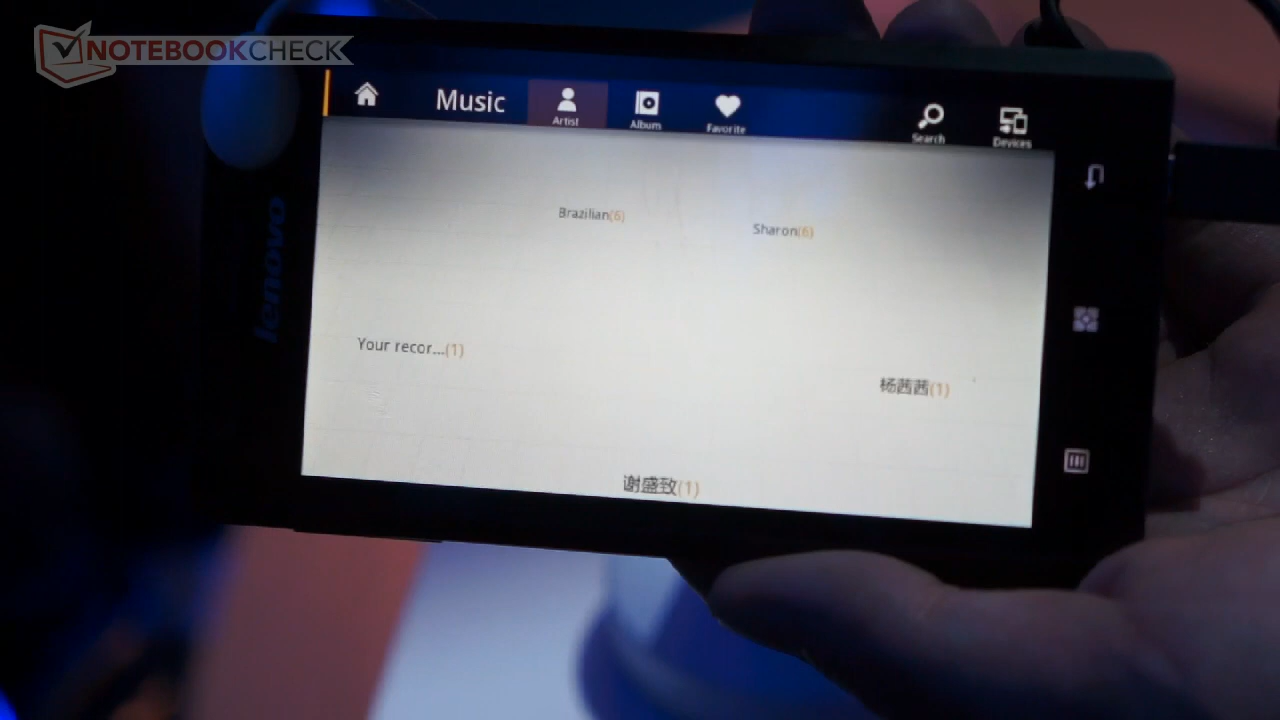 NOTEBOOKCHECK
Music
Artist
Album
Favorite
Search
Devices
lenovo
Brazilian(6)
Sharon(6)
Your recor...(1)
杨茜茜(1)
谢盛致(1)